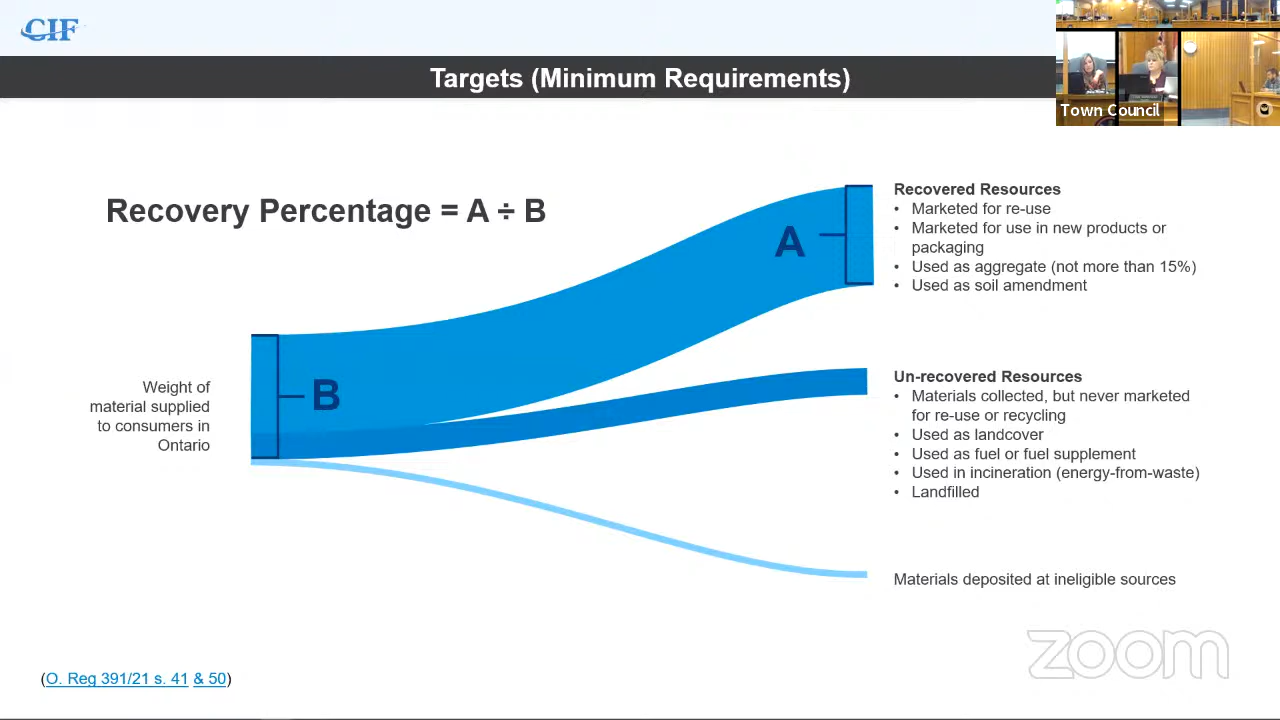 CIF
Targets (Minimum Requirements)
Town Council
Recovery Percentage = A ÷ B
A
B
Weight of
material supplied
to consumers in
Ontario
Recovered Resources
• Marketed for re-use
• Marketed for use in new products or
packaging
• Used as aggregate (not more than 15%)
• Used as soil amendment
Un-recovered Resources
• Materials collected, but never marketed
for re-use or recycling
• Used as landcover
• Used as fuel or fuel supplement
• Used in incineration (energy-from-waste)
• Landfilled
Materials deposited at ineligible sources
zoom
(O. Reg 391/21 s. 41 & 50)